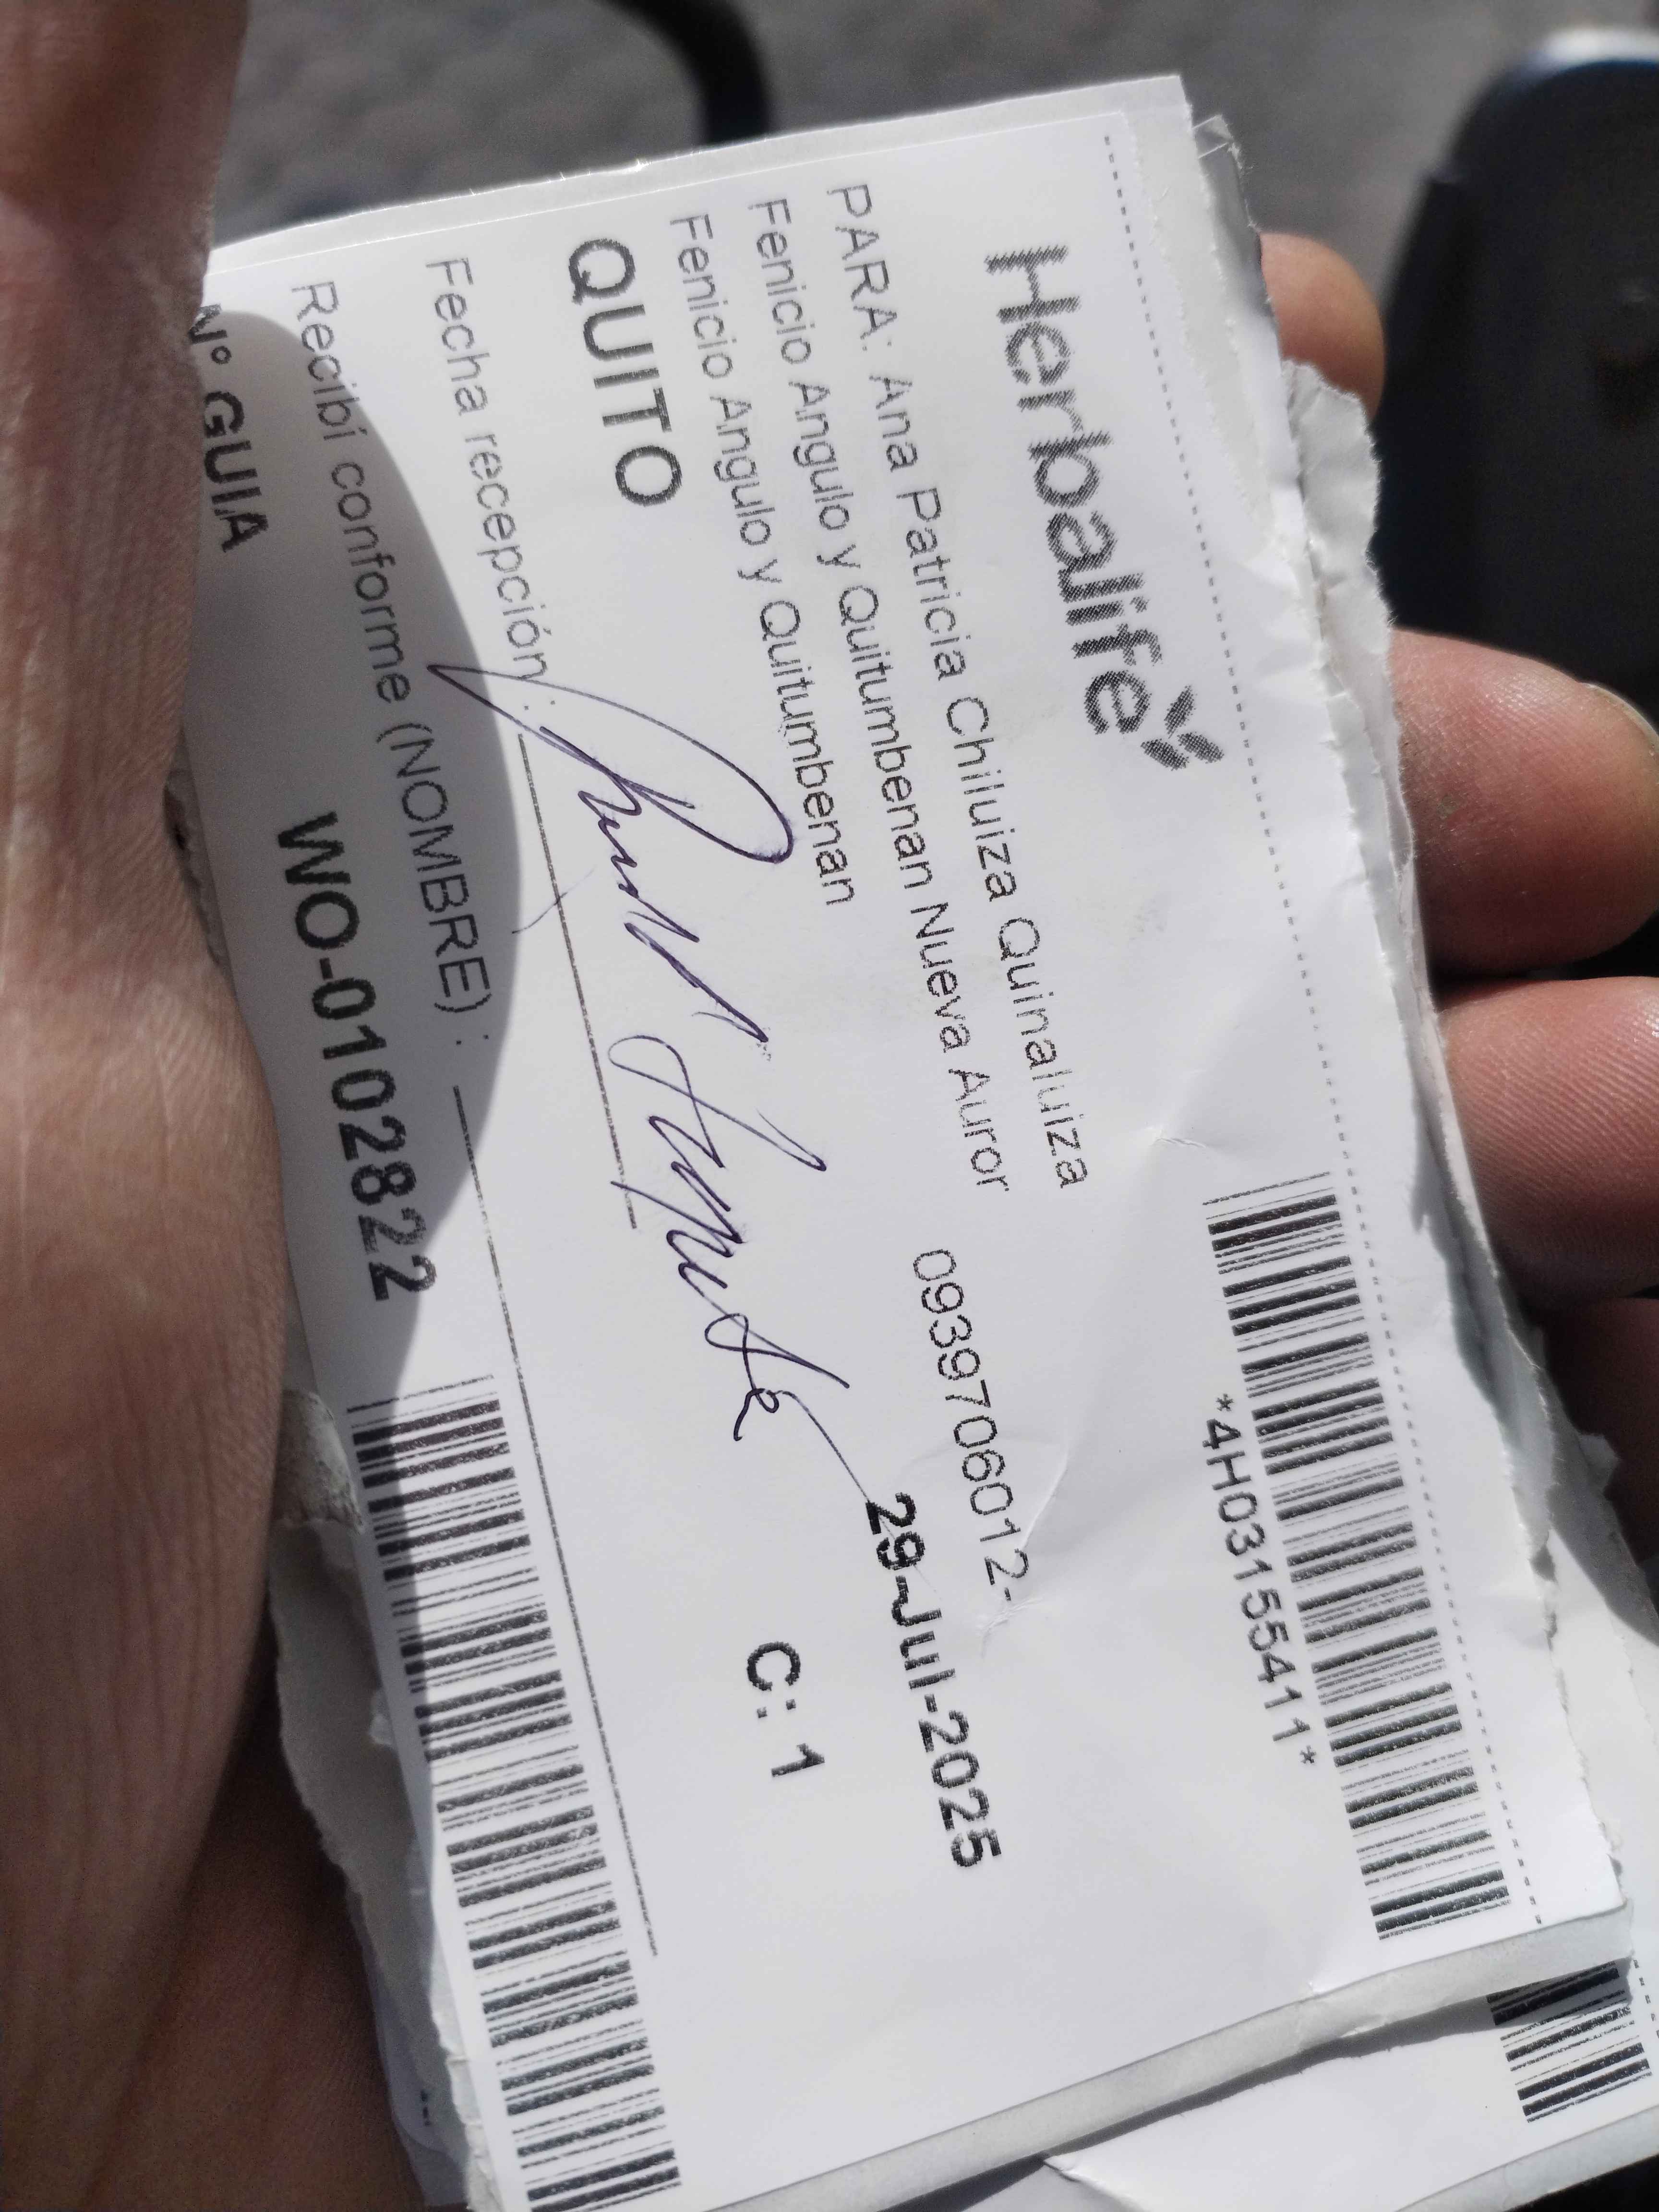 Herbalife
*4H03155411*
PARA: Ana Patricia Chiluiza Quinaluiza
Fenicio Angulo y Quitumbenan Nueva Auror 0939706012-
Fenicio Angulo y Quitumbenan
29-Jul-2025
QUITO
C: 1
Fecha recepción:
Recibí conforme (NOMBRE) :
N° GUIA WO-0102822